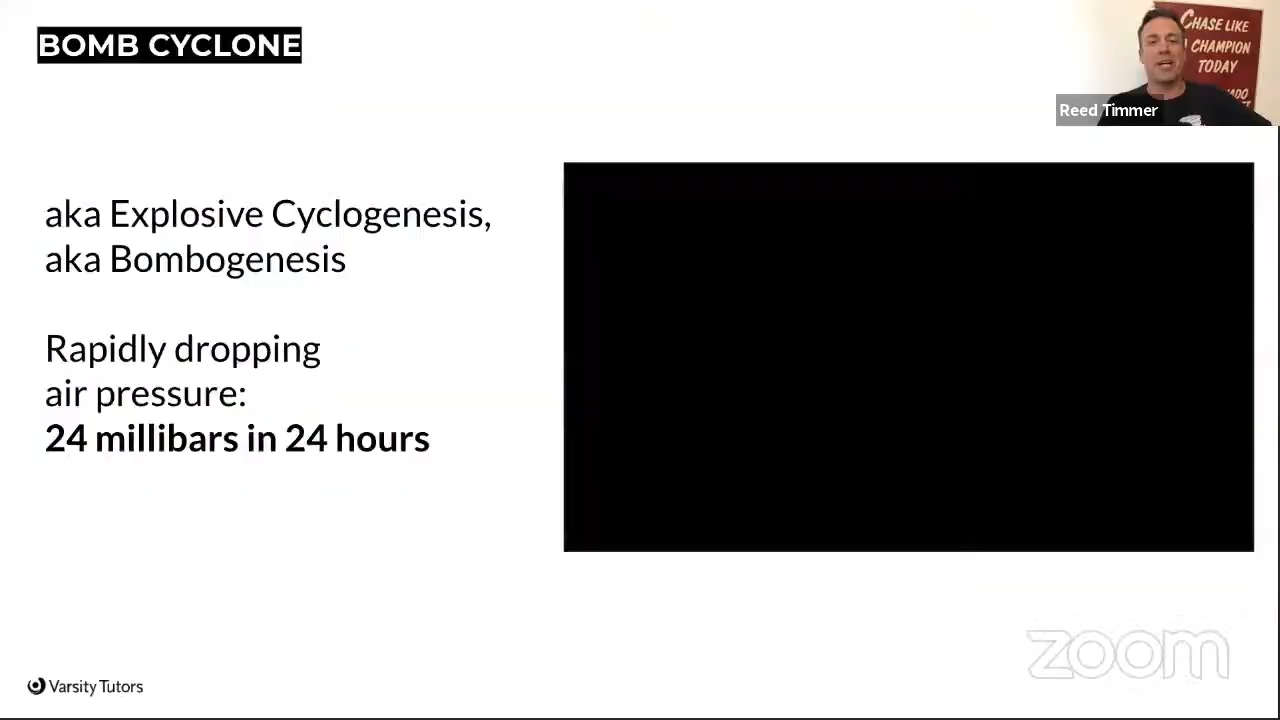 BOMB CYCLONE
CHASE LIKE
CHAMPION
TODAY
Reed Timmer
aka Explosive Cyclogenesis,
aka Bombogenesis
Rapidly dropping
air pressure:
24 millibars in 24 hours
zoom
Varsity Tutors